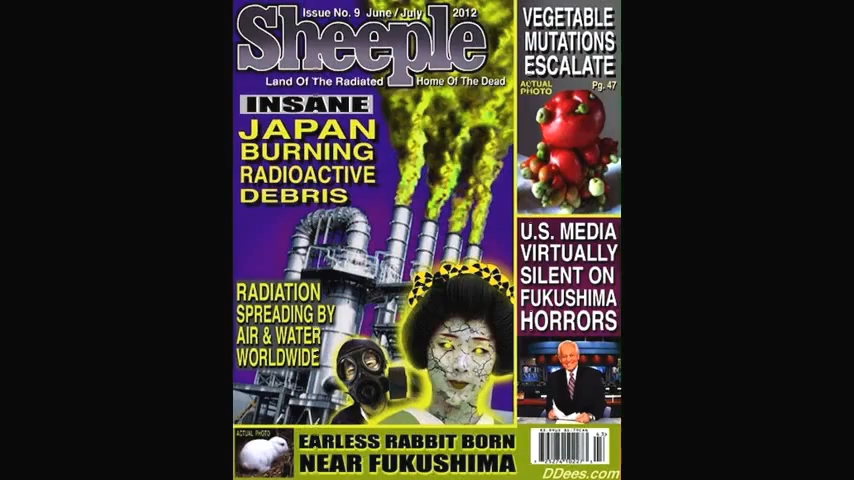 Issue No. 9 June / July 2012
Sheeple
Land Of The Radiated Home Of The Dead
INSANE
JAPAN
BURNING
RADIOACTIVE
DEBRIS
RADIATION
SPREADING BY
AIR & WATER
WORLDWIDE
ACTUAL PHOTO
EARLESS RABBIT BORN
NEAR FUKUSHIMA
VEGETABLE
MUTATIONS
ESCALATE
Pg. 47
ACTUAL
PHOTO
U.S. MEDIA
VIRTUALLY
SILENT ON
FUKUSHIMA
HORRORS
DDees.com